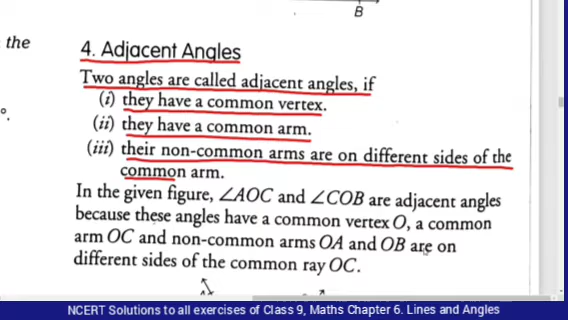 B
the
°.
4. Adjacent Angles
Two angles are called adjacent angles, if
(i) they have a common vertex.
(ii) they have a common arm.
(iii) their non-common arms are on different sides of the
common arm.
In the given figure, ∠AOC and ∠COB are adjacent angles
because these angles have a common vertex O, a common
arm OC and non-common arms OA and OB are on
different sides of the common ray OC.
NCERT Solutions to all exercises of Class 9, Maths Chapter 6. Lines and Angles